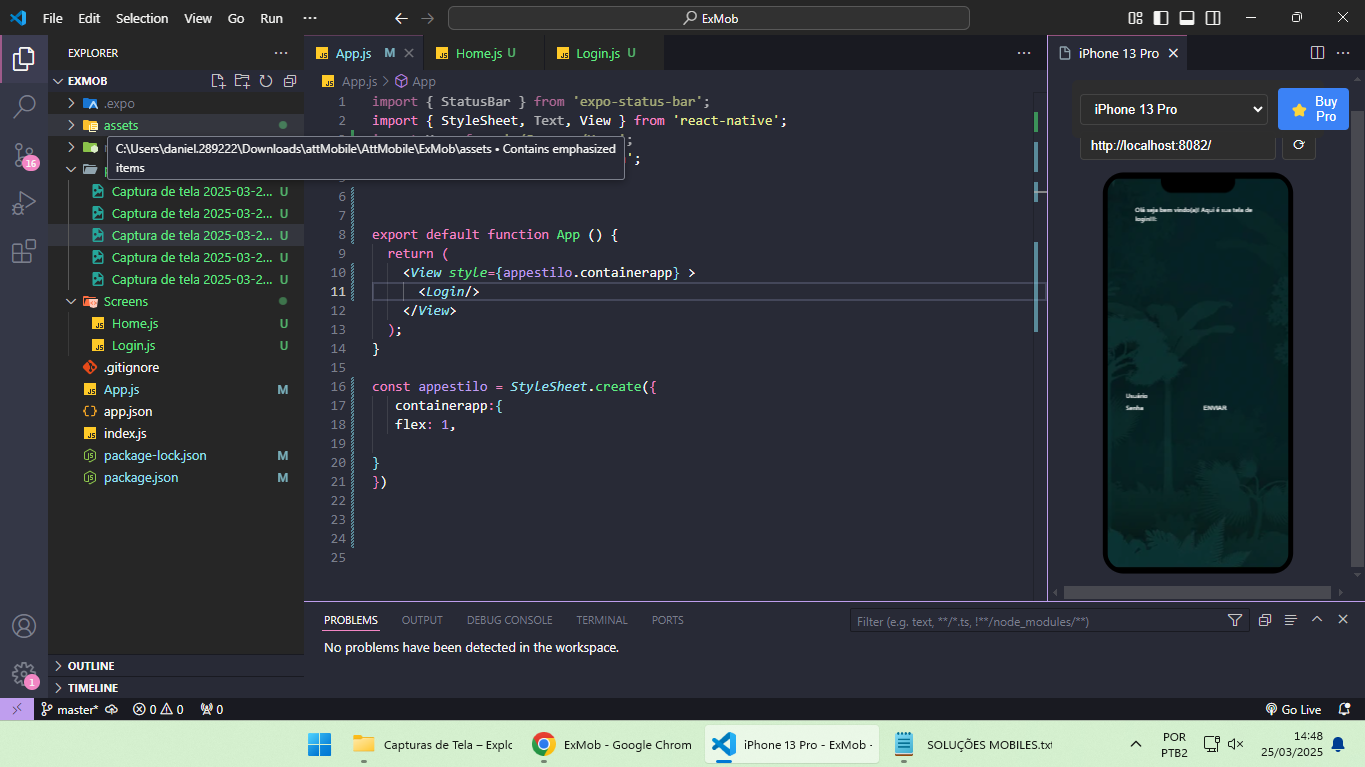 File Edit Selection View Go Run ···
ExMob
EXPLORER
EXMOB
.expo
assets
C:\Users\daniel.289222\Downloads\attMobile\AttMobile\ExMob\assets • Contains emphasized
items
Captura de tela 2025-03-2... U
Captura de tela 2025-03-2... U
Captura de tela 2025-03-2... U
Captura de tela 2025-03-2... U
Captura de tela 2025-03-2... U
Screens
Home.js U
Login.js U
.gitignore
App.js M
app.json
index.js
package-lock.json M
package.json M
OUTLINE
TIMELINE
16
1
App.js M
Home.js U
Login.js U
App.js > App
1 import { StatusBar } from 'expo-status-bar';
2 import { StyleSheet, Text, View } from 'react-native';
';
6
7
8 export default function App () {
9 return (
10 <View style={appestilo.containerapp} >
11 <Login/>
12 </View>
13 );
14 }
15
16 const appestilo = StyleSheet.create({
17 containerapp:{
18 flex: 1,
19
20 }
21 })
22
23
24
25
iPhone 13 Pro
iPhone 13 Pro
Buy
Pro
http://localhost:8082/
Olá seja bem vindo(a)! Aqui é sua tela de
login!!!:
Usuário
Senha
ENVIAR
PROBLEMS OUTPUT DEBUG CONSOLE TERMINAL PORTS
Filter (e.g. text, **/*.ts, !**/node_modules/**)
No problems have been detected in the workspace.
master* 0 0 0
Go Live
Capturas de Tela – Explo
ExMob - Google Chrom
iPhone 13 Pro - ExMob -
SOLUÇÕES MOBILES.txt
POR
PTB2
14:48
25/03/2025